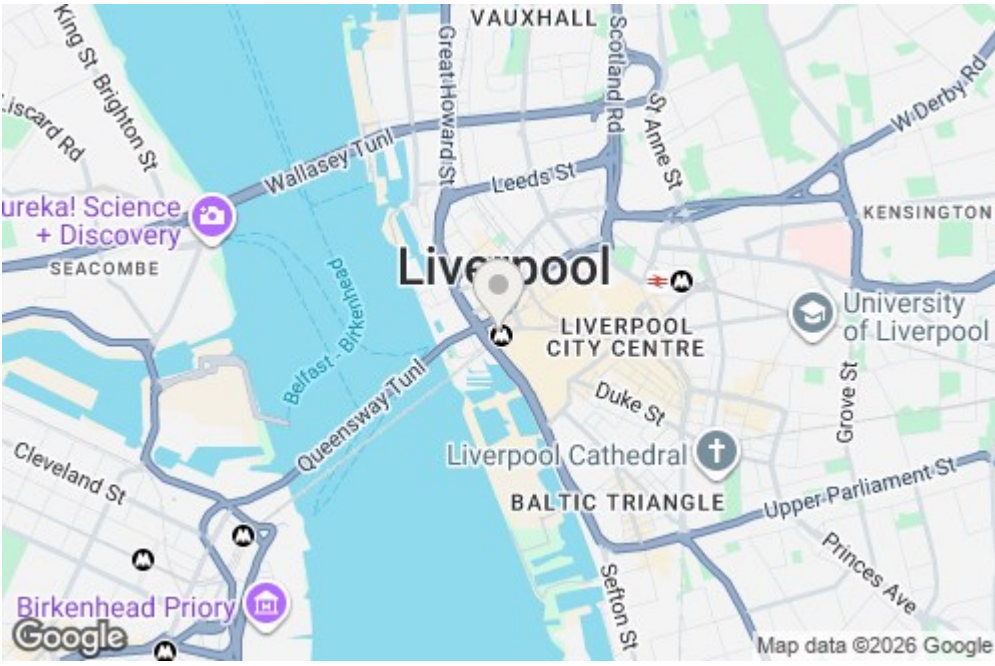 VAUXHALL
King St
Brighton St
Great Howard St
Scotland Rd
W Derby Rd
Liscard Rd
St Anne St
Wallasey Tunl
Leeds St
ureka! Science
+ Discovery
KENSINGTON
SEACOMBE
Liverpool
Belfast - Birkenhead
University
of Liverpool
LIVERPOOL
CITY CENTRE
Queensway Tunl
Duke St
Grove St
Liverpool Cathedral
Cleveland St
BALTIC TRIANGLE
Upper Parliament St
Princes Ave
Sefton St
Birkenhead Priory
Google
Map data ©2026 Google